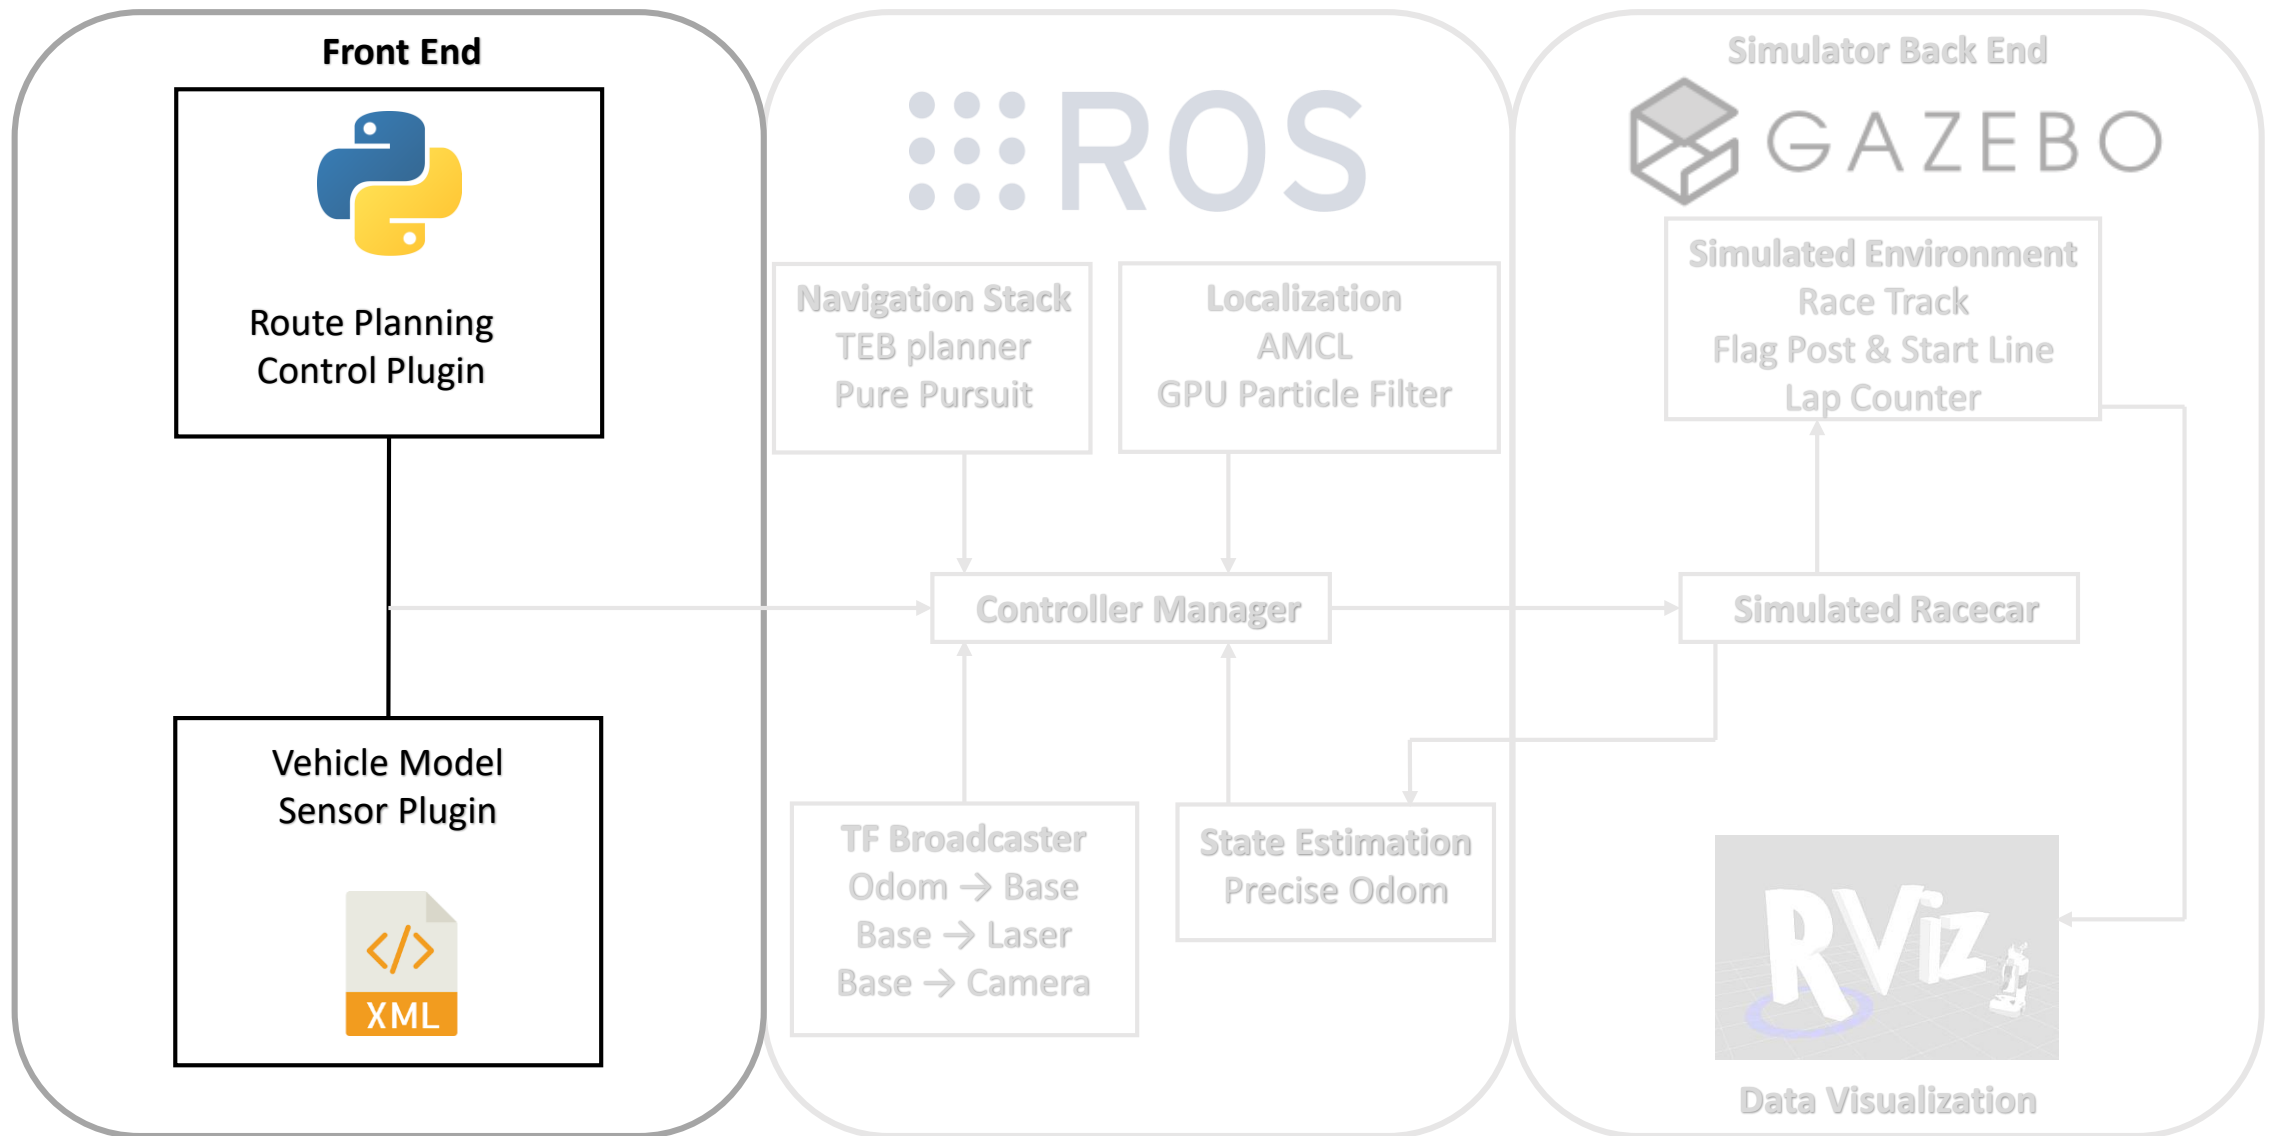 Front End
Route Planning
Control Plugin
Vehicle Model
Sensor Plugin
</>
XML
ROS
Navigation Stack
TEB planner
Pure Pursuit
Localization
AMCL
GPU Particle Filter
Controller Manager
TF Broadcaster
Odom → Base
Base → Laser
Base → Camera
State Estimation
Precise Odom
Simulator Back End
GAZEBO
Simulated Environment
Race Track
Flag Post & Start Line
Lap Counter
Simulated Racecar
RViz
Data Visualization